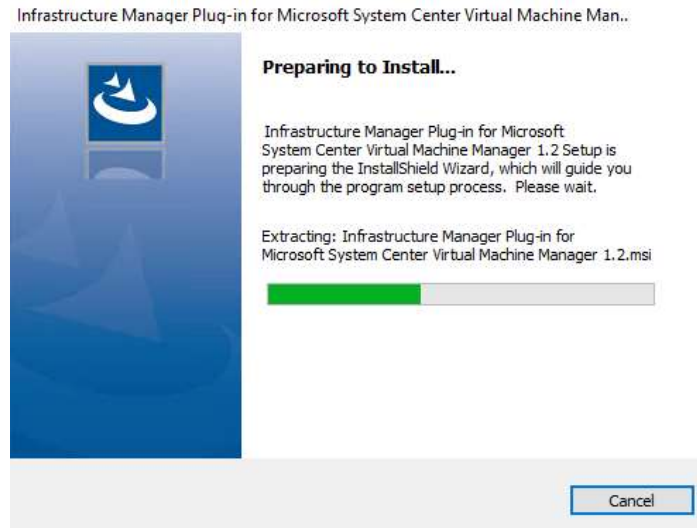 Infrastructure Manager Plug-in for Microsoft System Center Virtual Machine Man..
Preparing to Install...
Infrastructure Manager Plug-in for Microsoft
System Center Virtual Machine Manager 1.2 Setup is
preparing the InstallShield Wizard, which will guide you
through the program setup process. Please wait.
Extracting: Infrastructure Manager Plug-in for
Microsoft System Center Virtual Machine Manager 1.2.msi
Cancel